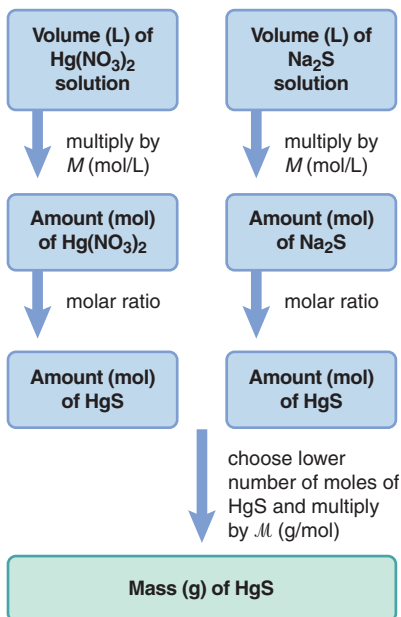 Volume (L) of
Hg(NO₃)₂
solution
Volume (L) of
Na₂S
solution
multiply by
M (mol/L)
multiply by
M (mol/L)
Amount (mol)
of Hg(NO₃)₂
Amount (mol)
of Na₂S
molar ratio
molar ratio
Amount (mol)
of HgS
Amount (mol)
of HgS
choose lower
number of moles of
HgS and multiply
by ℳ (g/mol)
Mass (g) of HgS